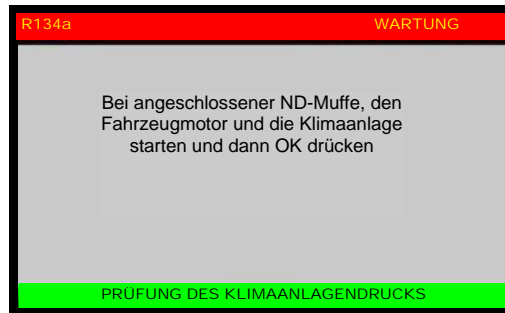 R134a WARTUNG
Bei angeschlossener ND-Muffe, den
Fahrzeugmotor und die Klimaanlage
starten und dann OK drücken
PRÜFUNG DES KLIMAANLAGENDRUCKS